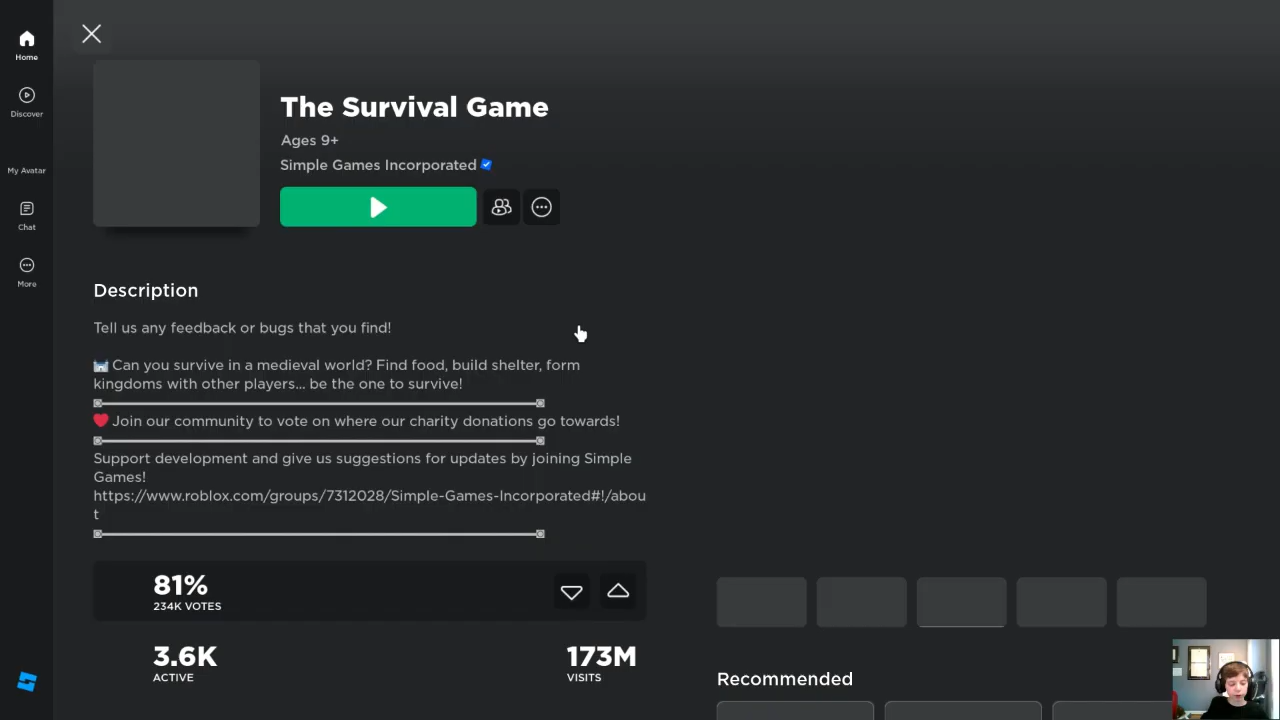 Home
Discover
My Avatar
Chat
More
The Survival Game
Ages 9+
Simple Games Incorporated
Description
Tell us any feedback or bugs that you find!
🏰 Can you survive in a medieval world? Find food, build shelter, form
kingdoms with other players... be the one to survive!
❤️ Join our community to vote on where our charity donations go towards!
Support development and give us suggestions for updates by joining Simple
Games!
https://www.roblox.com/groups/7312028/Simple-Games-Incorporated#!/abou
t
81%
234K VOTES
3.6K
ACTIVE
173M
VISITS
Recommended